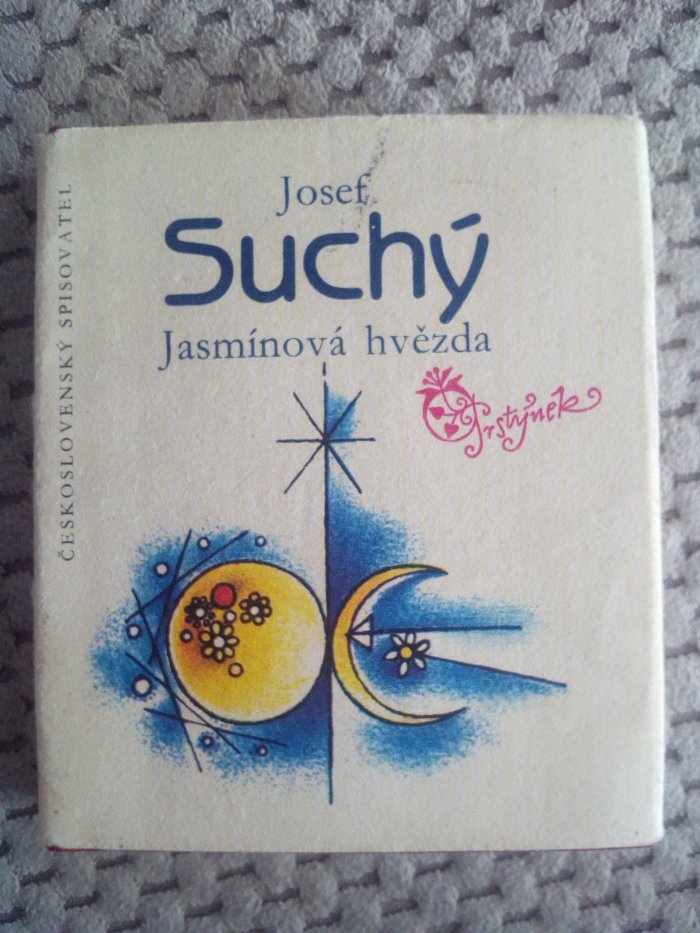 Josef
Suchý
Jasmínová hvězda
Prstýnek
ČESKOSLOVENSKÝ SPISOVATEL